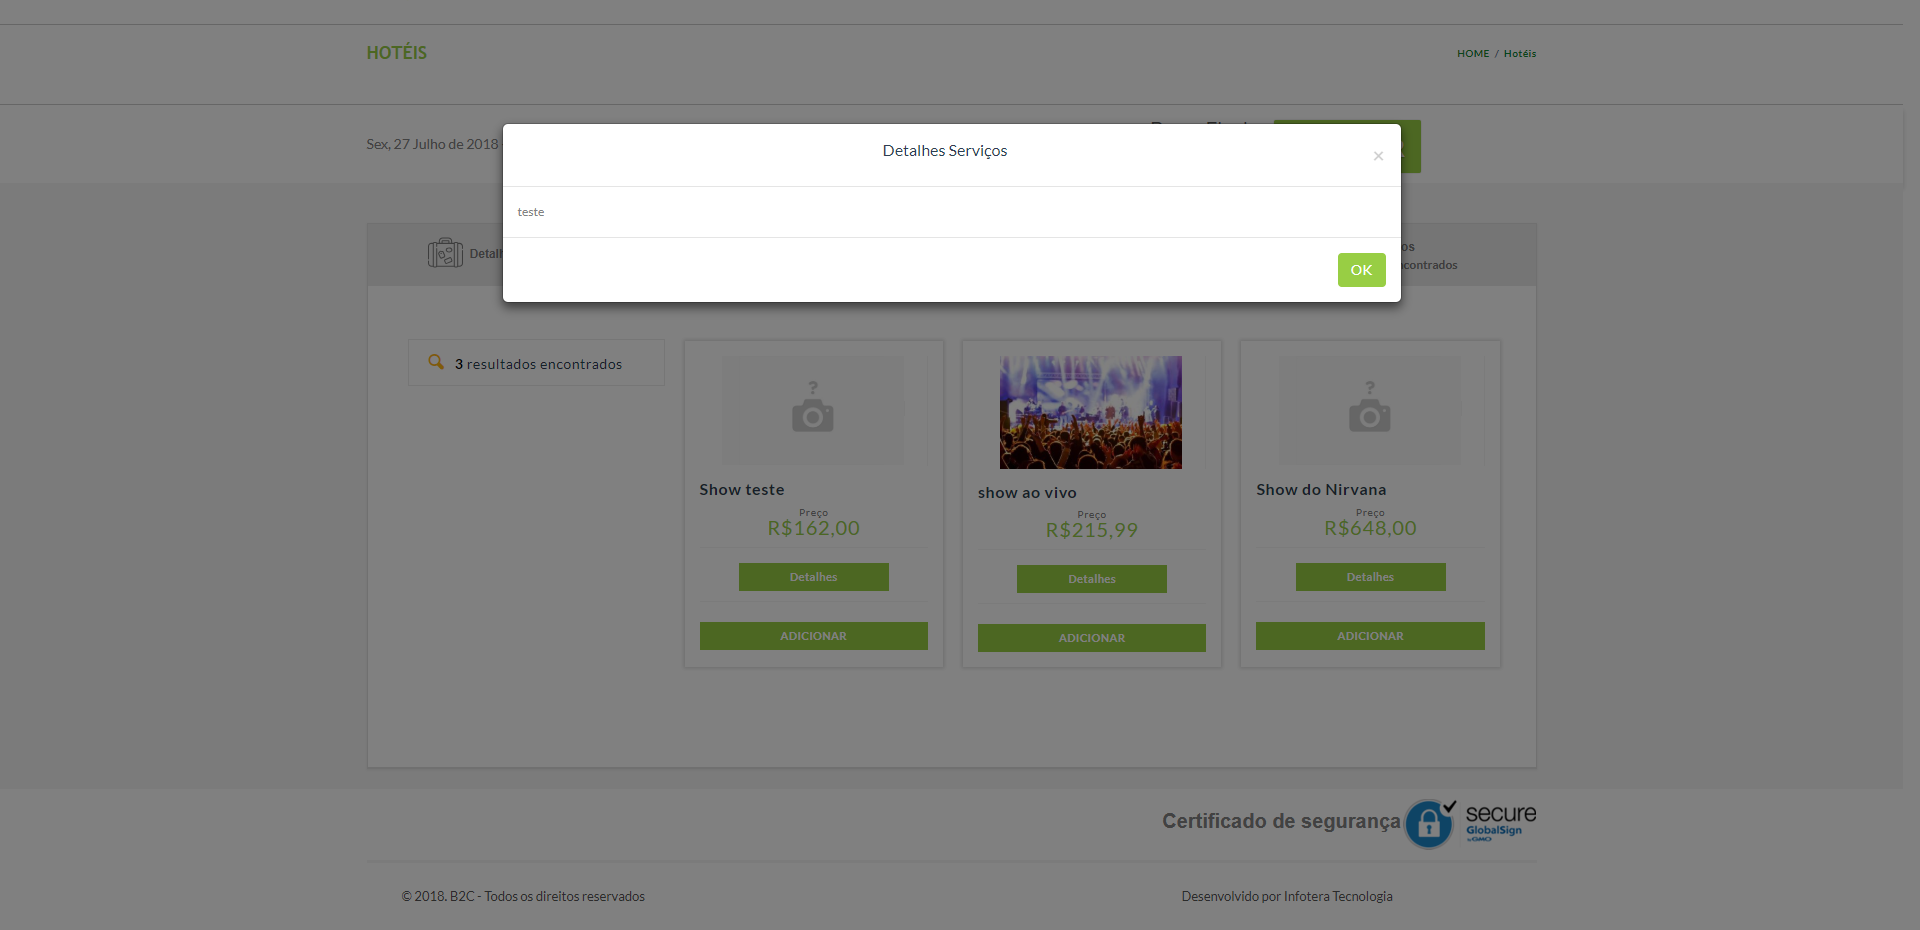 HOTÉIS
HOME / Hotéis
Sex, 27 Julho de 2018
Detalhes Serviços
×
teste
OK
contrados
3 resultados encontrados
?
?
Show teste
Preço
R$162,00
Detalhes
ADICIONAR
show ao vivo
Preço
R$215,99
Detalhes
ADICIONAR
Show do Nirvana
Preço
R$648,00
Detalhes
ADICIONAR
Certificado de segurança
secure
GlobalSign
by GMO
© 2018. B2C - Todos os direitos reservados
Desenvolvido por Infotera Tecnologia